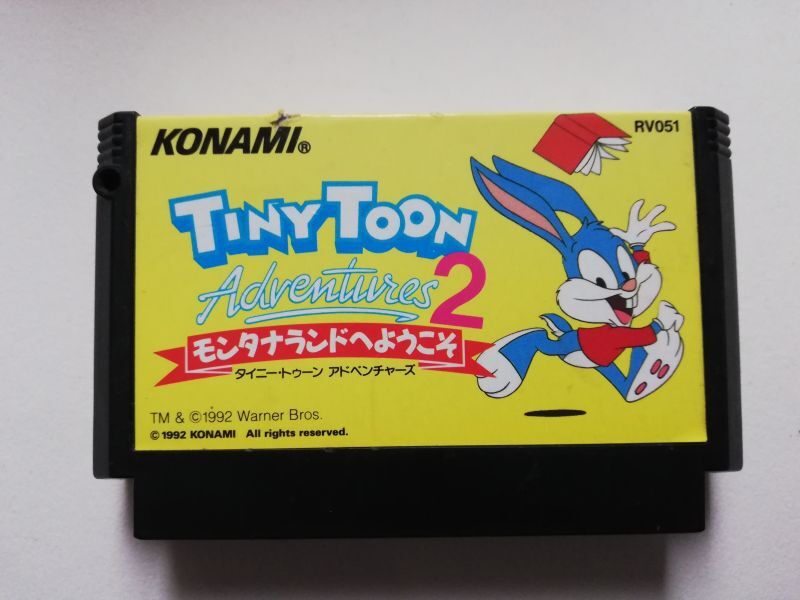 KONAMI®
RV051
TINY TOON
Adventures 2
モンタナランドへようこそ
タイニー・トゥーン アドベンチャーズ
TM & ©1992 Warner Bros.
©1992 KONAMI All rights reserved.